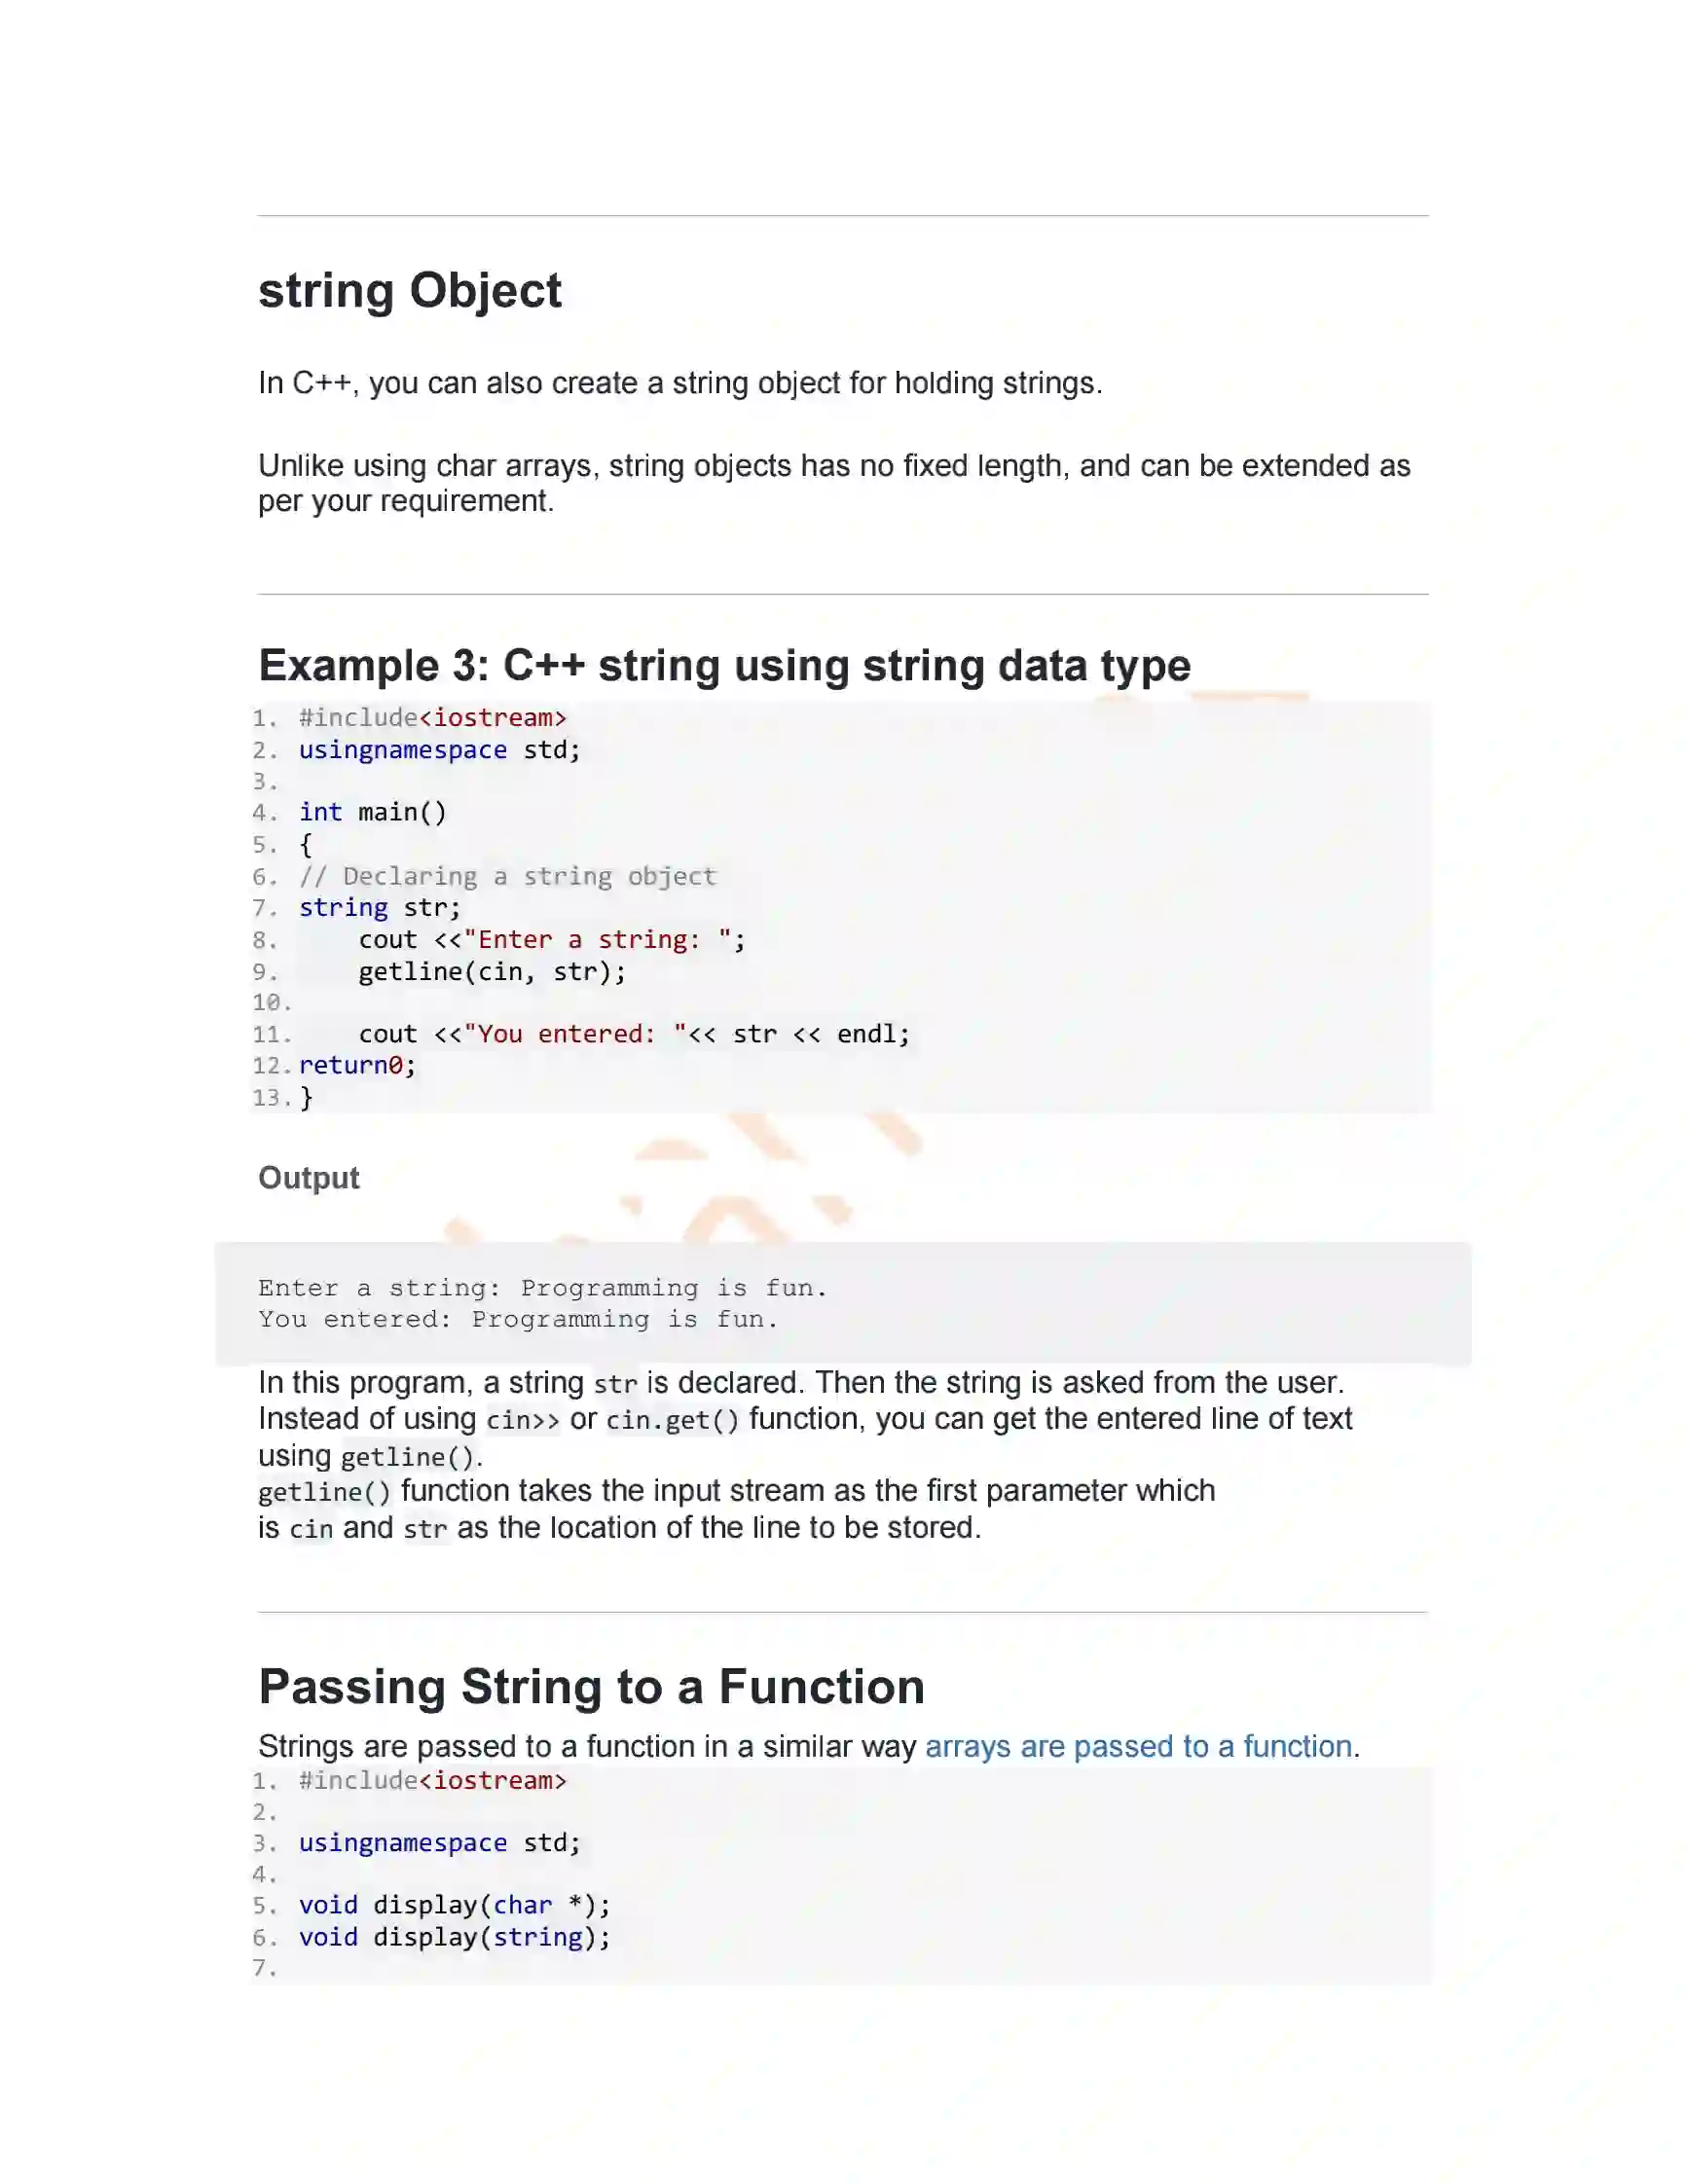 string Object
In C++, you can also create a string object for holding strings.
Unlike using char arrays, string objects has no fixed length, and can be extended as
per your requirement.
Example 3: C++ string using string data type
1. #include<iostream>
2. usingnamespace std;
3.
4. int main()
5. {
6. // Declaring a string object
7. string str;
8.     cout <<"Enter a string: ";
9.     getline(cin, str);
10.
11.     cout <<"You entered: "<< str << endl;
12. return0;
13. }
Output
Enter a string: Programming is fun.
You entered: Programming is fun.
In this program, a string str is declared. Then the string is asked from the user.
Instead of using cin>> or cin.get() function, you can get the entered line of text
using getline().
getline() function takes the input stream as the first parameter which
is cin and str as the location of the line to be stored.
Passing String to a Function
Strings are passed to a function in a similar way arrays are passed to a function.
1. #include<iostream>
2.
3. usingnamespace std;
4.
5. void display(char *);
6. void display(string);
7.